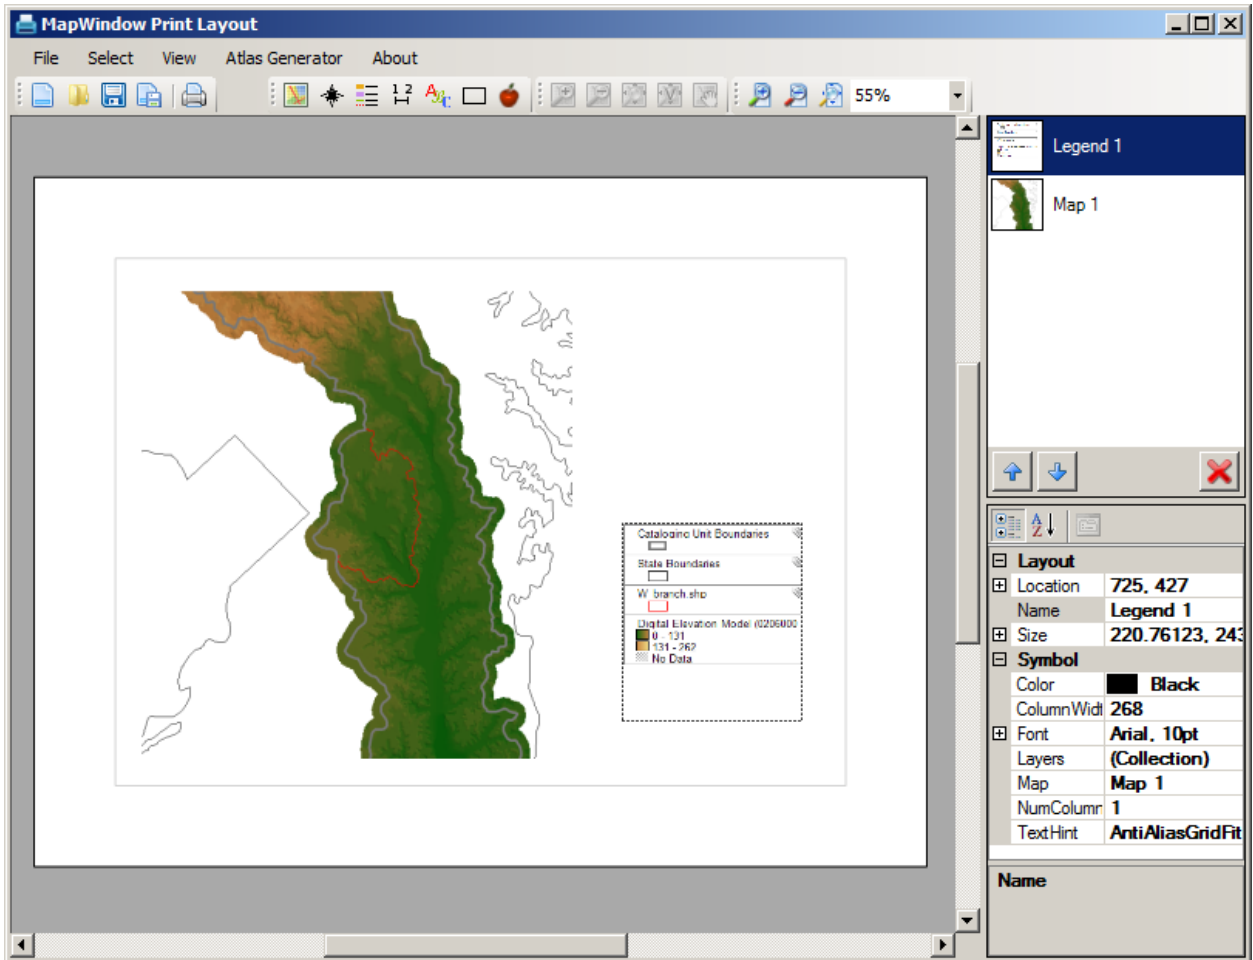 MapWindow Print Layout
File Select View Atlas Generator About
55%
Legend 1
Map 1
Cataloging Unit Boundaries
State Boundaries
W_branch.shp
Digital Elevation Model (0206000
0 - 131
131 - 262
No Data
Layout
Location 725, 427
Name Legend 1
Size 220.76123, 243
Symbol
Color Black
ColumnWidt 268
Font Arial, 10pt
Layers (Collection)
Map Map 1
NumColumn 1
TextHint AntiAliasGridFit
Name